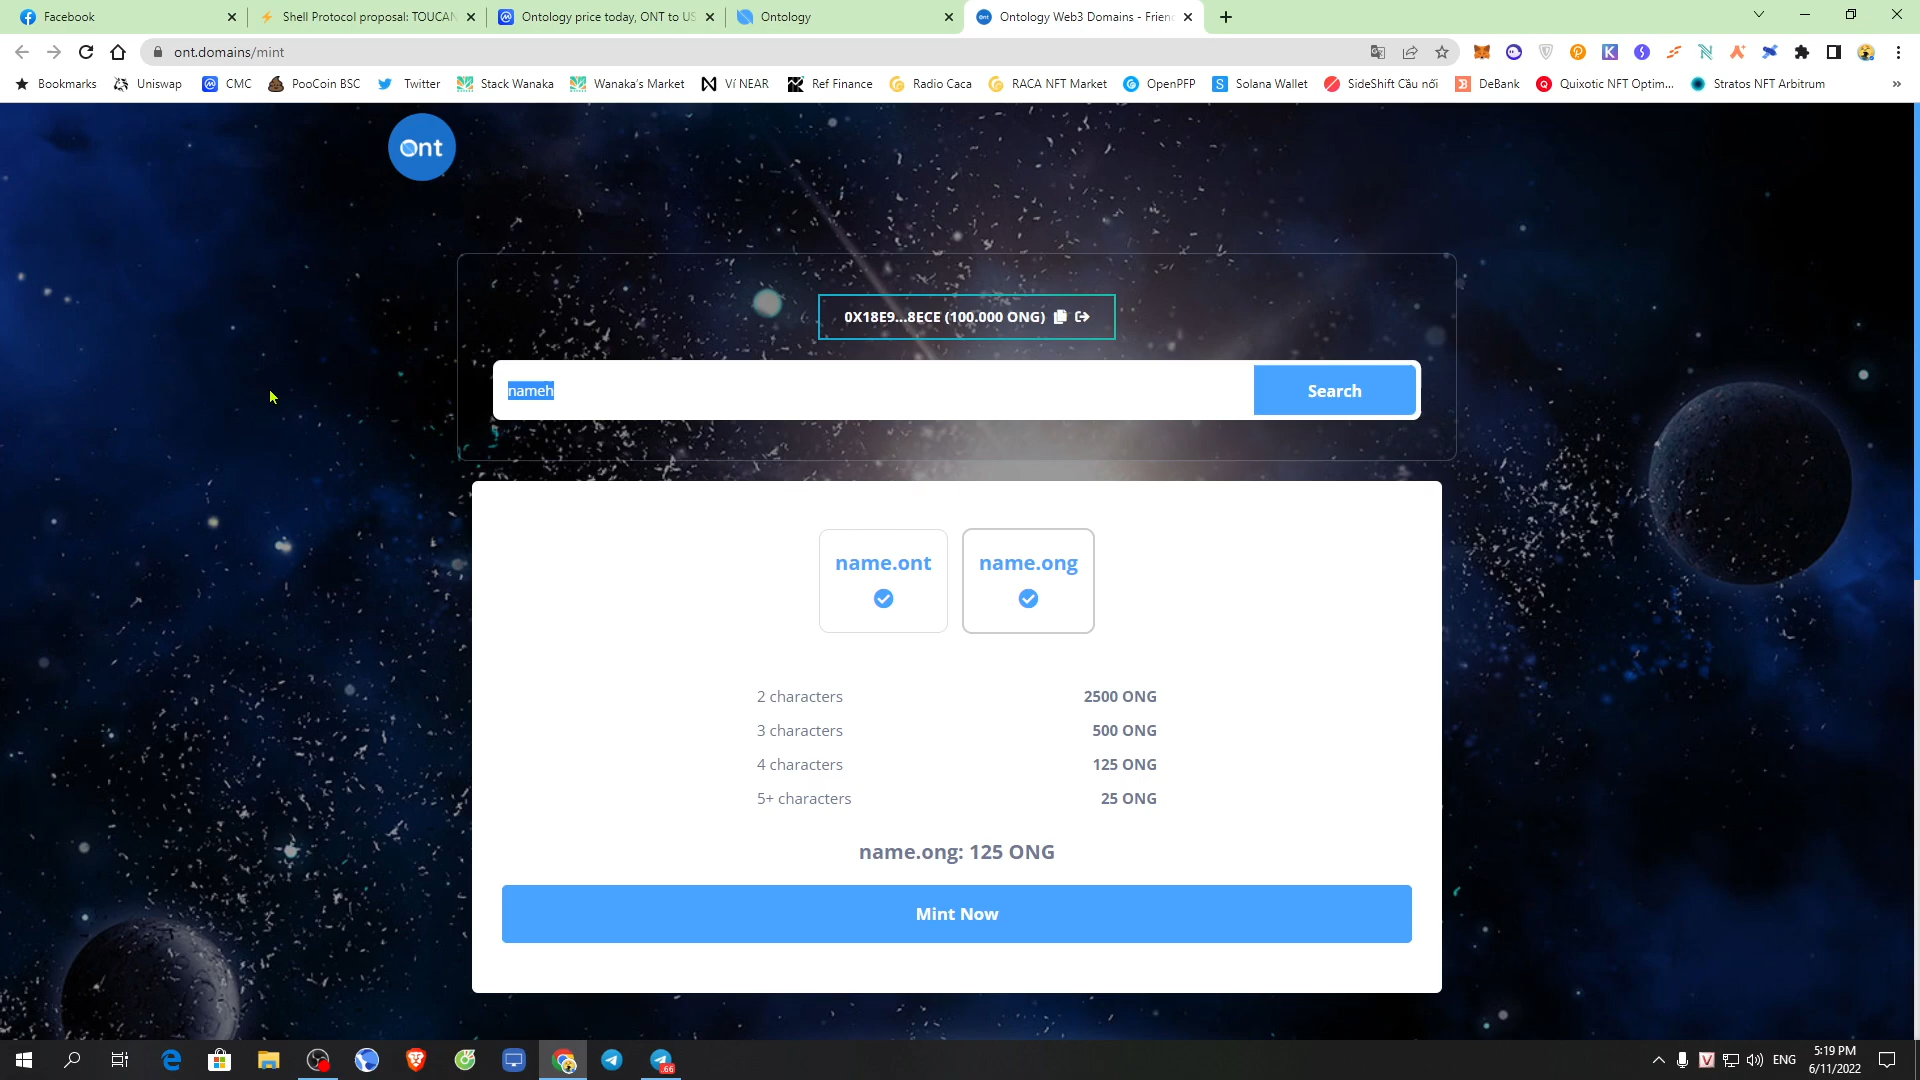 Facebook
Shell Protocol proposal: TOUCAN
Ontology price today, ONT to US
Ontology
Ontology Web3 Domains - Frien
ont.domains/mint
Bookmarks
Uniswap
CMC
PooCoin BSC
Twitter
Stack Wanaka
Wanaka's Market
Ví NEAR
Ref Finance
Radio Caca
RACA NFT Market
OpenPFP
Solana Wallet
SideShift Cầu nối
DeBank
Quixotic NFT Optim...
Stratos NFT Arbitrum
»
Ont
0X18E9...8ECE (100.000 ONG)
nameh
Search
name.ont
name.ong
2 characters 2500 ONG
3 characters 500 ONG
4 characters 125 ONG
5+ characters 25 ONG
name.ong: 125 ONG
Mint Now
.66
V
ENG
5:19 PM
6/11/2022